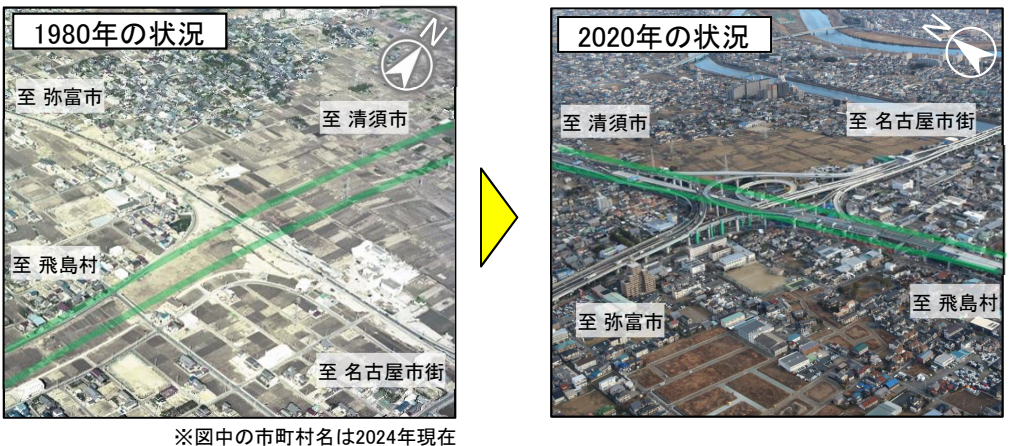 1980年の状況
N
至 弥富市
至 清須市
至 飛島村
至 名古屋市街
※図中の市町村名は2024年現在
2020年の状況
N
至 清須市
至 名古屋市街
至 弥富市
至 飛島村